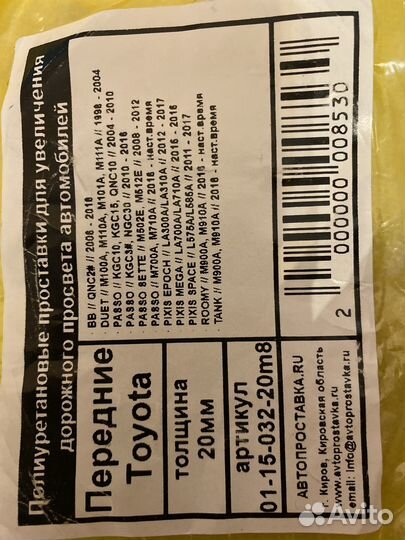 Полиуретановые проставки для увеличения
дорожного просвета автомобилей
Передние
Toyota
толщина
20мм
артикул
01-15-032-20м8
BB // QNC2# // 2006 - 2016
DUET // M100A, M110A, M101A, M111A // 1998 - 2004
PASSO // KGC10, KGC15, QNC10 // 2004 - 2010
PASSO // KGC3#, NGC30 // 2010 - 2016
PASSO SETTE // M502E, M512E // 2008 - 2012
PASSO // M700A, M710A // 2016 - наст.время
PIXIS EPOCH // LA300A/LA310A // 2012 - 2017
PIXIS MEGA // LA700A/LA710A // 2015 - наст.время
PIXIS SPACE // L575A/L585A // 2011 - 2017
ROOMY // M900A, M910A // 2016 - наст.время
TANK // M900A, M910A // 2016 - наст.время
2 000000 008530
АВТОПРОСТАВКА.RU
г. Киров, Кировская область
www.avtoprostavka.ru
e-mail: info@avtoprostavka.ru
Avito